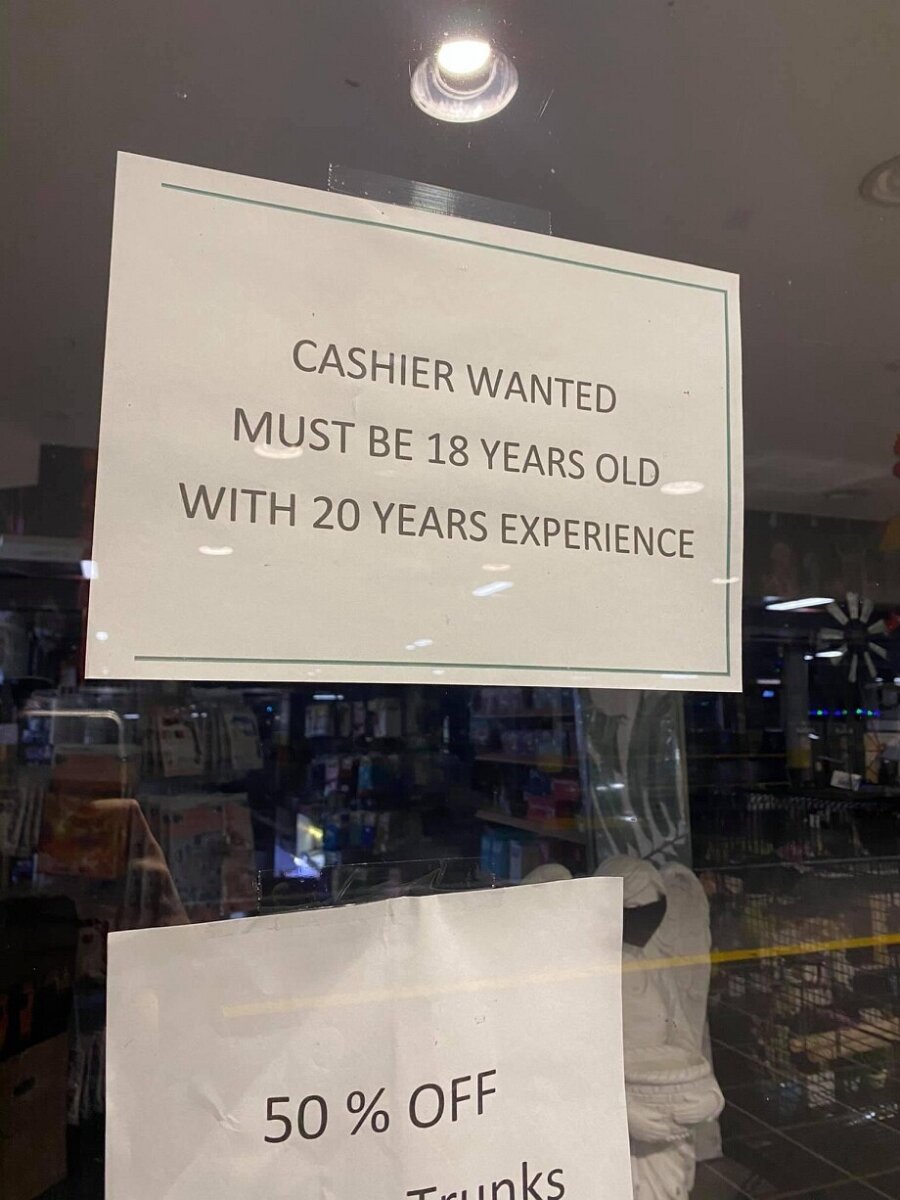 CASHIER WANTED
MUST BE 18 YEARS OLD
WITH 20 YEARS EXPERIENCE
50 % OFF
Trunks